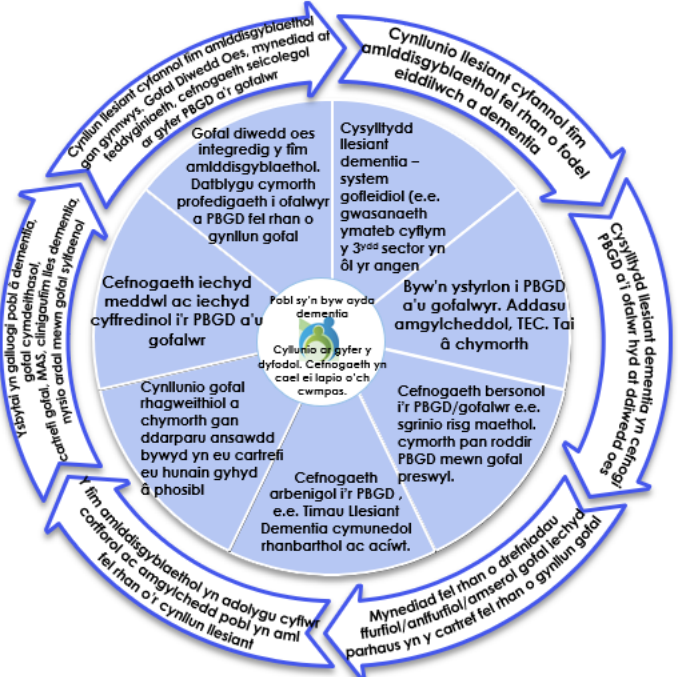 Cynllunio llesiant cyfannol tîm
amlddisgyblaethol fel rhan o fodel
eiddilwch a dementia
Cysylltydd llesiant dementia yn cefnogi
PBGD a'i ofalwr hyd at ddiwedd oes
Mynediad fel rhan o drefniadau
ffurfiol/anffurfiol/amserol gofal iechyd
parhaus yn y cartref fel rhan o gynllun gofal
Y tîm amlddisgyblaethol yn adolygu cyflwr
corfforol ac amgylchedd pobl yn aml
fel rhan o'r cynllun llesiant
Ysbytai yn galluogi pobl â dementia,
gofal cymdeithasol,
cartrefi gofal, MAS, clinigau/tîm lles dementia,
nyrsio ardal mewn gofal sylfaenol
Cynllun llesiant cyfannol tîm amlddisgyblaethol
gan gynnwys. Gofal Diwedd Oes, mynediad at
feddyginiaeth, cefnogaeth seicolegol
ar gyfer PBGD a'r gofalwr
Cysylltydd
llesiant
dementia –
system
gofleidiol (e.e.
gwasanaeth
ymateb cyflym
y 3ydd sector yn
ôl yr angen
Byw'n ystyrlon i PBGD
a'u gofalwyr. Addasu
amgylcheddol, TEC. Tai
â chymorth
Cefnogaeth bersonol
i'r PBGD/gofalwr e.e.
sgrinio risg maethol.
cymorth pan roddir
PBGD mewn gofal
preswyl.
Cefnogaeth
arbenigol i'r PBGD ,
e.e. Timau Llesiant
Dementia cymunedol
rhanbarthol ac acíwt.
Cynllunio gofal
rhagweithiol a
chymorth gan
ddarparu ansawdd
bywyd yn eu cartrefi
eu hunain gyhyd
â phosibl
Cefnogaeth iechyd
meddwl ac iechyd
cyffredinol i'r PBGD a'u
gofalwr
Gofal diwedd oes
integredig y tîm
amlddisgyblaethol.
Datblygu cymorth
profedigaeth i ofalwyr
a PBGD fel rhan o
gynllun gofal
Pobl sy'n byw ayda
dementia
Cyllunio ar gyfer y
dyfodol. Cefnogaeth yn
cael ei lapio o'ch
cwmpas.